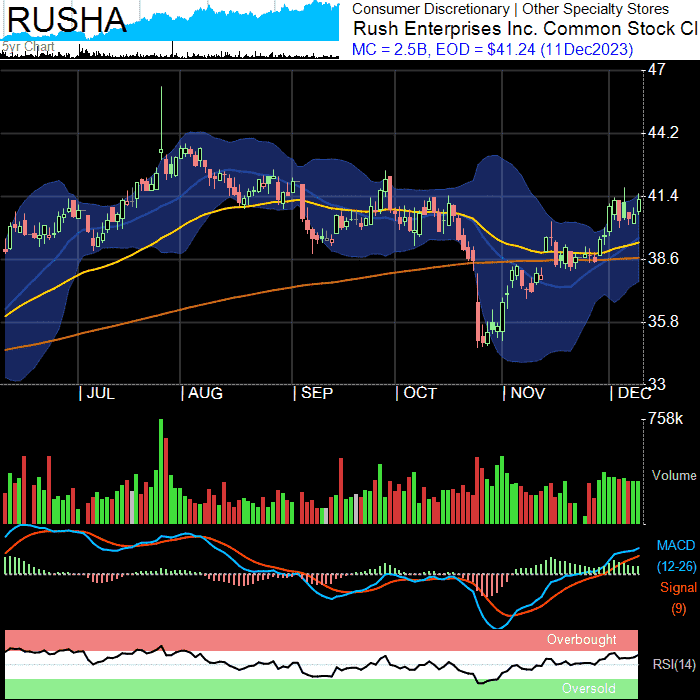 RUSHA
5yr Chart
Consumer Discretionary | Other Specialty Stores
Rush Enterprises Inc. Common Stock Cl
MC = 2.5B, EOD = $41.24 (11Dec2023)
47
44.2
41.4
38.6
35.8
33
| JUL | AUG | SEP | OCT | NOV | DEC
758k
Volume
MACD
(12-26)
Signal
(9)
Overbought
RSI(14)
Oversold